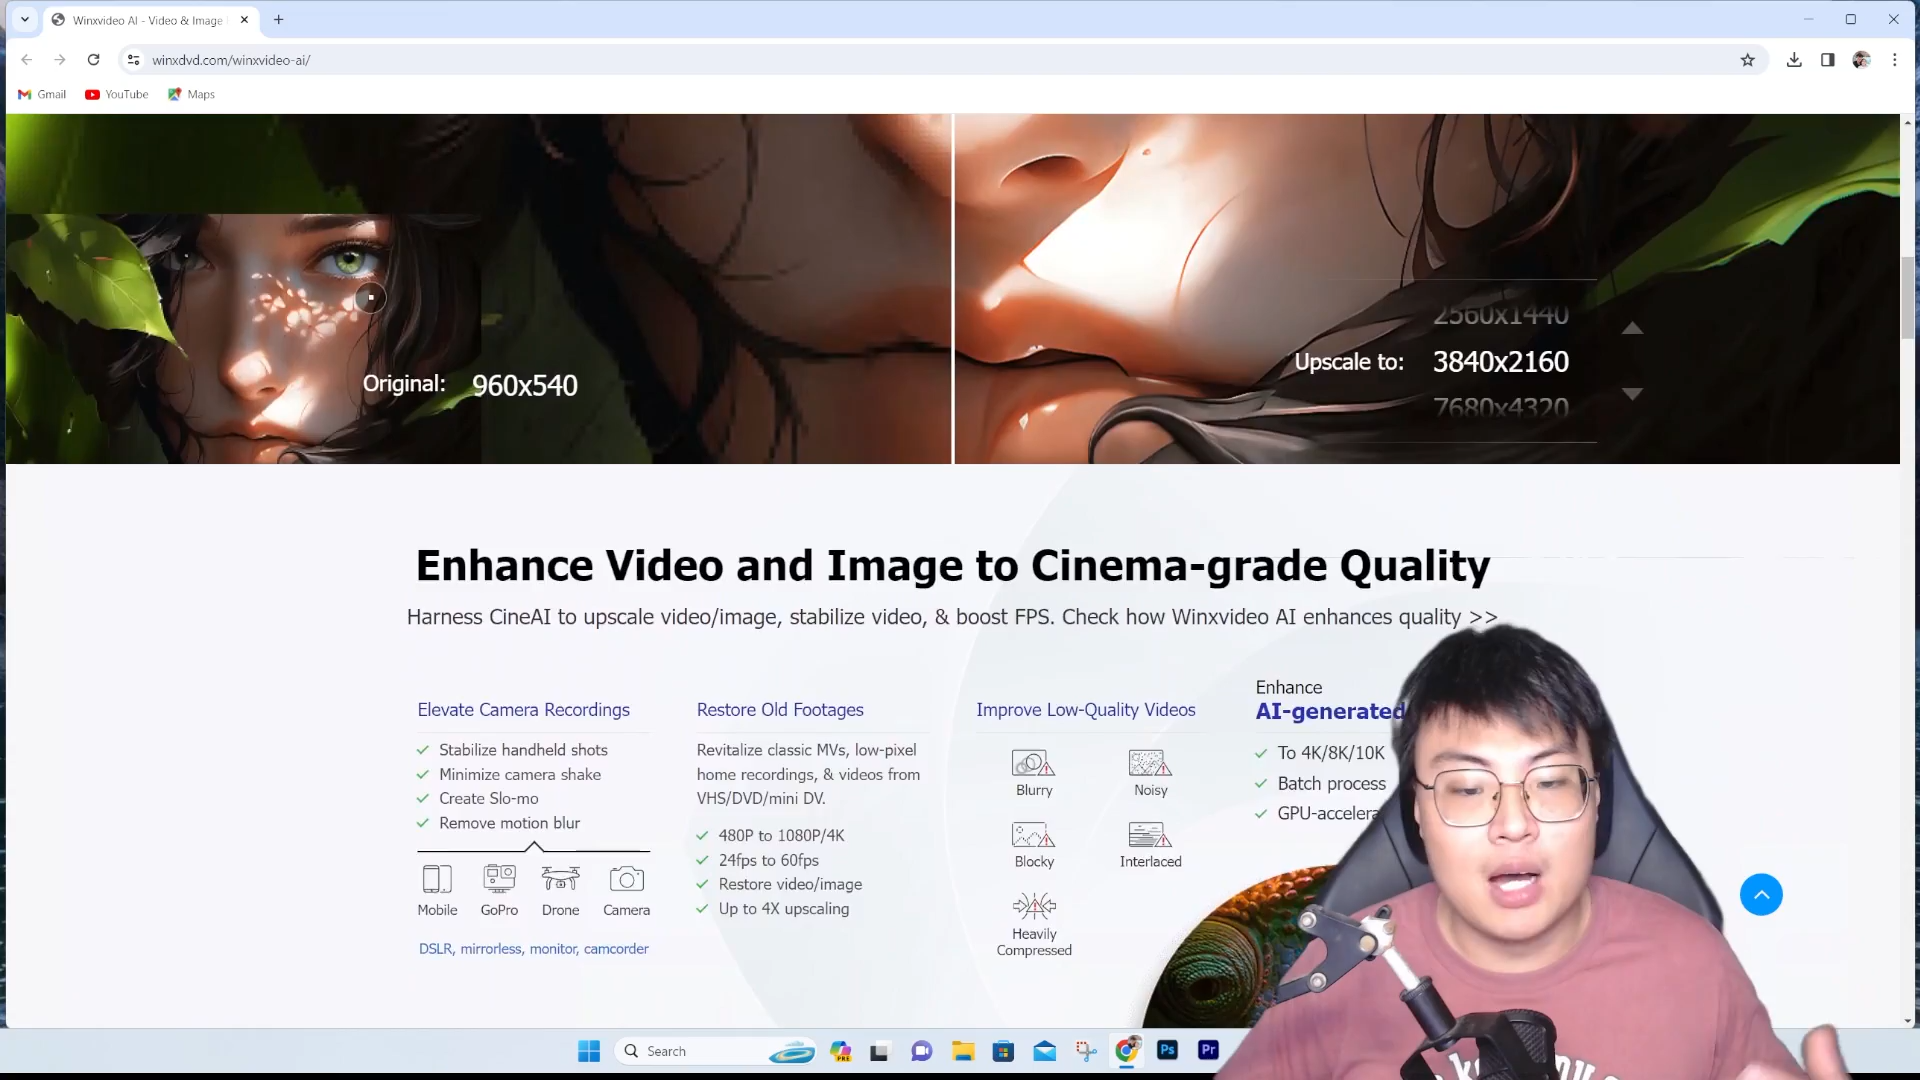 Winxvideo AI - Video & Image
winxdvd.com/winxvideo-ai/
Gmail
YouTube
Maps
2560x1440
Original: 960x540
Upscale to: 3840x2160
7680x4320
Enhance Video and Image to Cinema-grade Quality
Harness CineAI to upscale video/image, stabilize video, & boost FPS. Check how Winxvideo AI enhances quality >>
Elevate Camera Recordings
Stabilize handheld shots
Minimize camera shake
Create Slo-mo
Remove motion blur
Mobile
GoPro
Drone
Camera
DSLR, mirrorless, monitor, camcorder
Restore Old Footages
Revitalize classic MVs, low-pixel
home recordings, & videos from
VHS/DVD/mini DV.
480P to 1080P/4K
24fps to 60fps
Restore video/image
Up to 4X upscaling
Improve Low-Quality Videos
Blurry
Noisy
Blocky
Interlaced
Heavily
Compressed
Enhance
AI-generated
To 4K/8K/10K
Batch process
GPU-accelera
Search
PRE
Ps
Pr